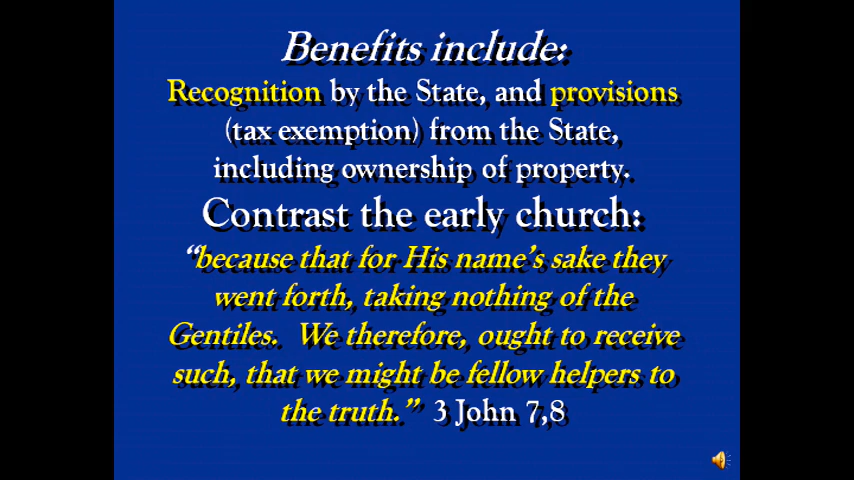 Benefits include:
Recognition by the State, and provisions
(tax exemption) from the State,
including ownership of property.
Contrast the early church:
“because that for His name’s sake they
went forth, taking nothing of the
Gentiles.  We therefore, ought to receive
such, that we might be fellow helpers to
the truth.”  3 John 7,8